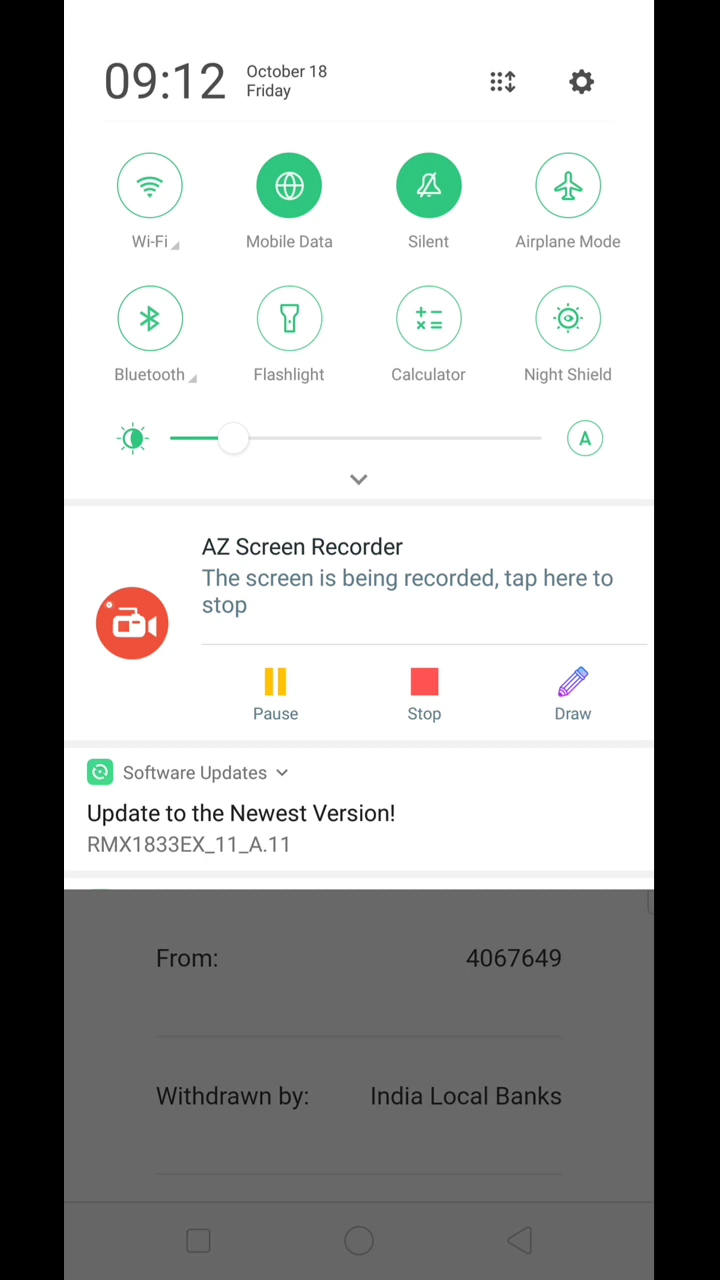 09:12
October 18
Friday
Wi-Fi
Mobile Data
Silent
Airplane Mode
Bluetooth
Flashlight
Calculator
Night Shield
A
AZ Screen Recorder
The screen is being recorded, tap here to
stop
Pause
Stop
Draw
Software Updates
Update to the Newest Version!
RMX1833EX_11_A.11
From: 4067649
Withdrawn by: India Local Banks